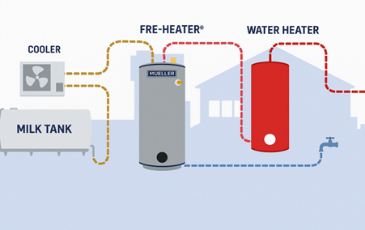 FRE-HEATER®
WATER HEATER
COOLER
MUELLER
MILK TANK